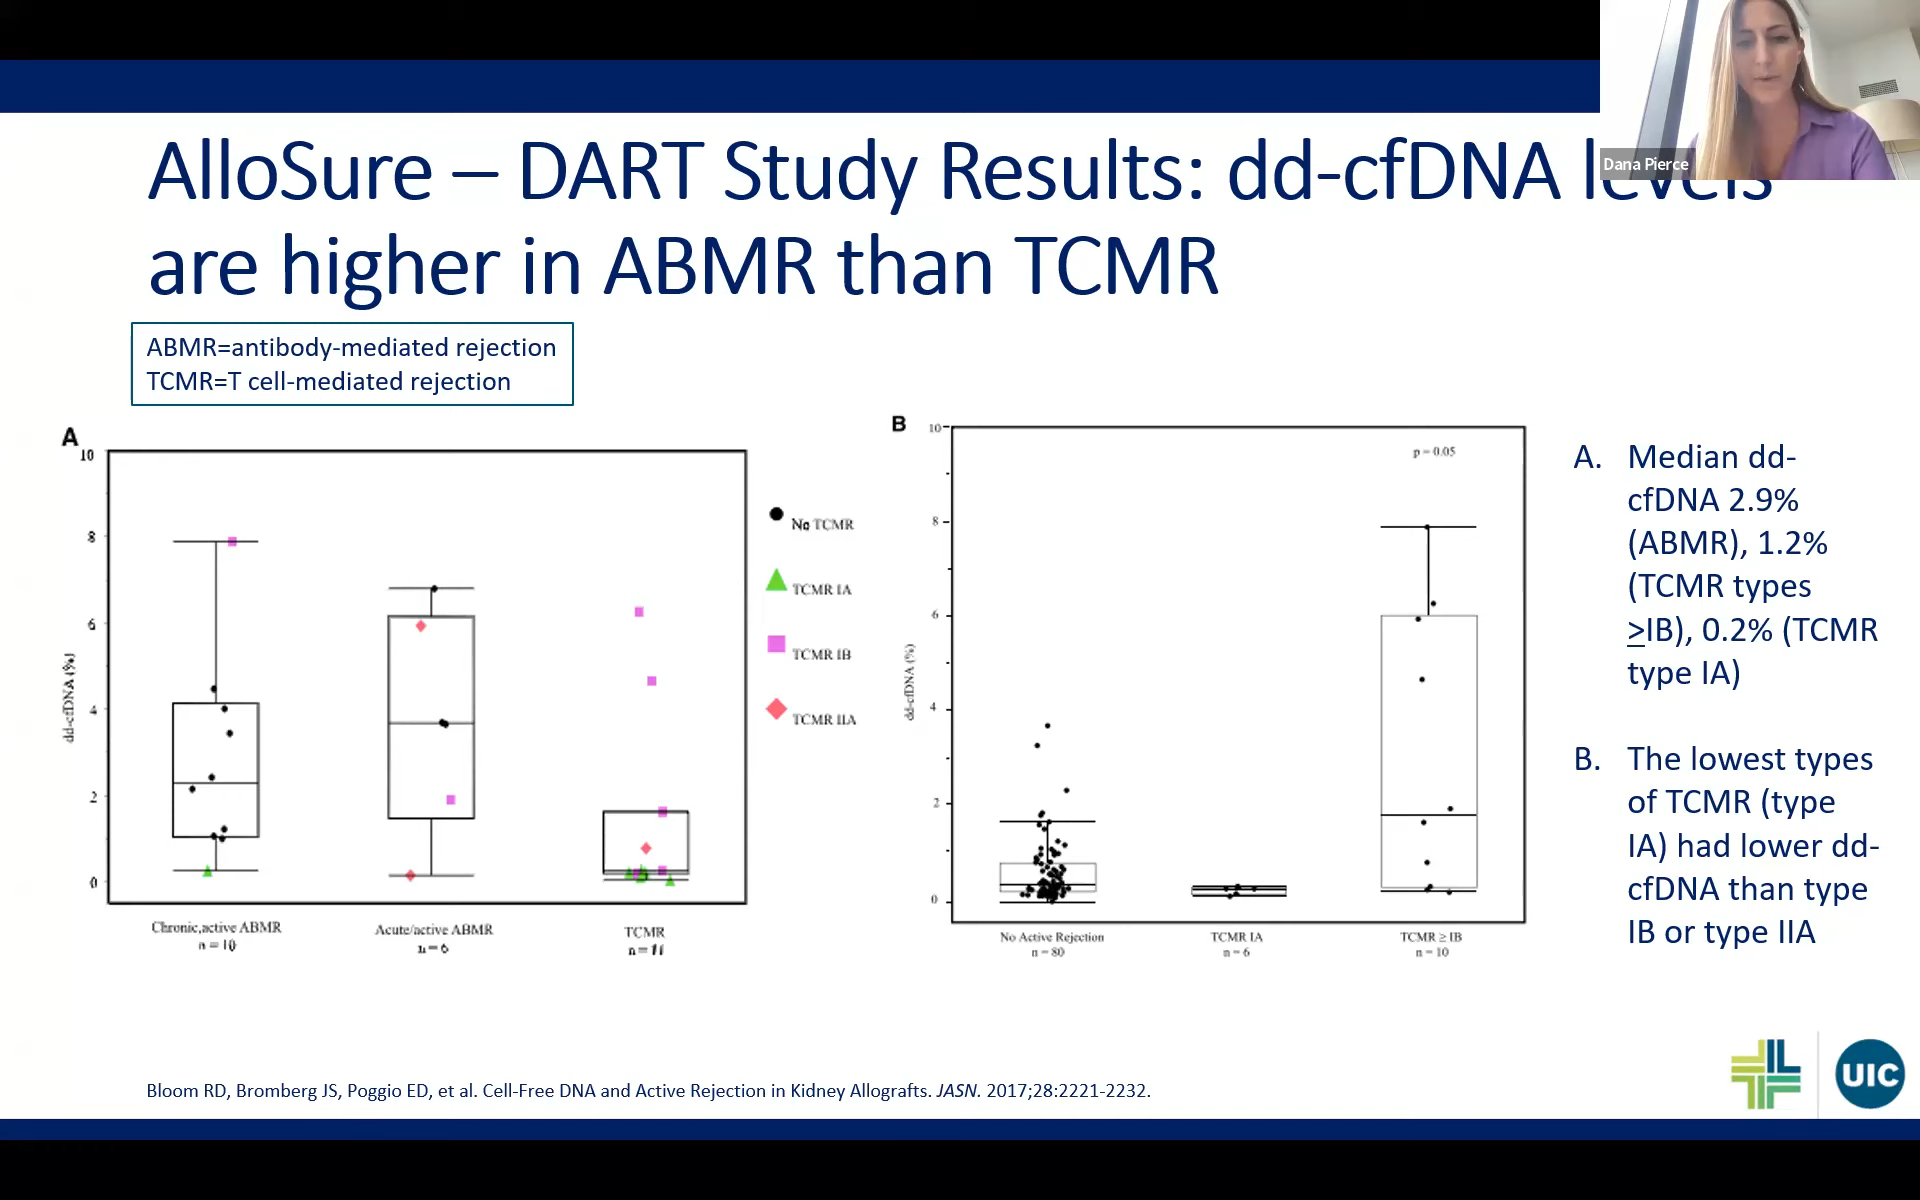 Dana Pierce
AlloSure – DART Study Results: dd-cfDNA levels
are higher in ABMR than TCMR
ABMR=antibody-mediated rejection
TCMR=T cell-mediated rejection
A
10
8
6
4
2
0
dd-cfDNA (%)
Chronic,active ABMR
n = 10
Acute/active ABMR
n = 6
TCMR
n = 11
No TCMR
TCMR IA
TCMR IB
TCMR IIA
B
10
8
6
4
2
0
dd-cfDNA (%)
p = 0.05
No Active Rejection
n = 80
TCMR IA
n = 6
TCMR ≥ IB
n = 10
A. Median dd-
cfDNA 2.9%
(ABMR), 1.2%
(TCMR types
>IB), 0.2% (TCMR
type IA)
B. The lowest types
of TCMR (type
IA) had lower dd-
cfDNA than type
IB or type IIA
Bloom RD, Bromberg JS, Poggio ED, et al. Cell-Free DNA and Active Rejection in Kidney Allografts. JASN. 2017;28:2221-2232.
UIC